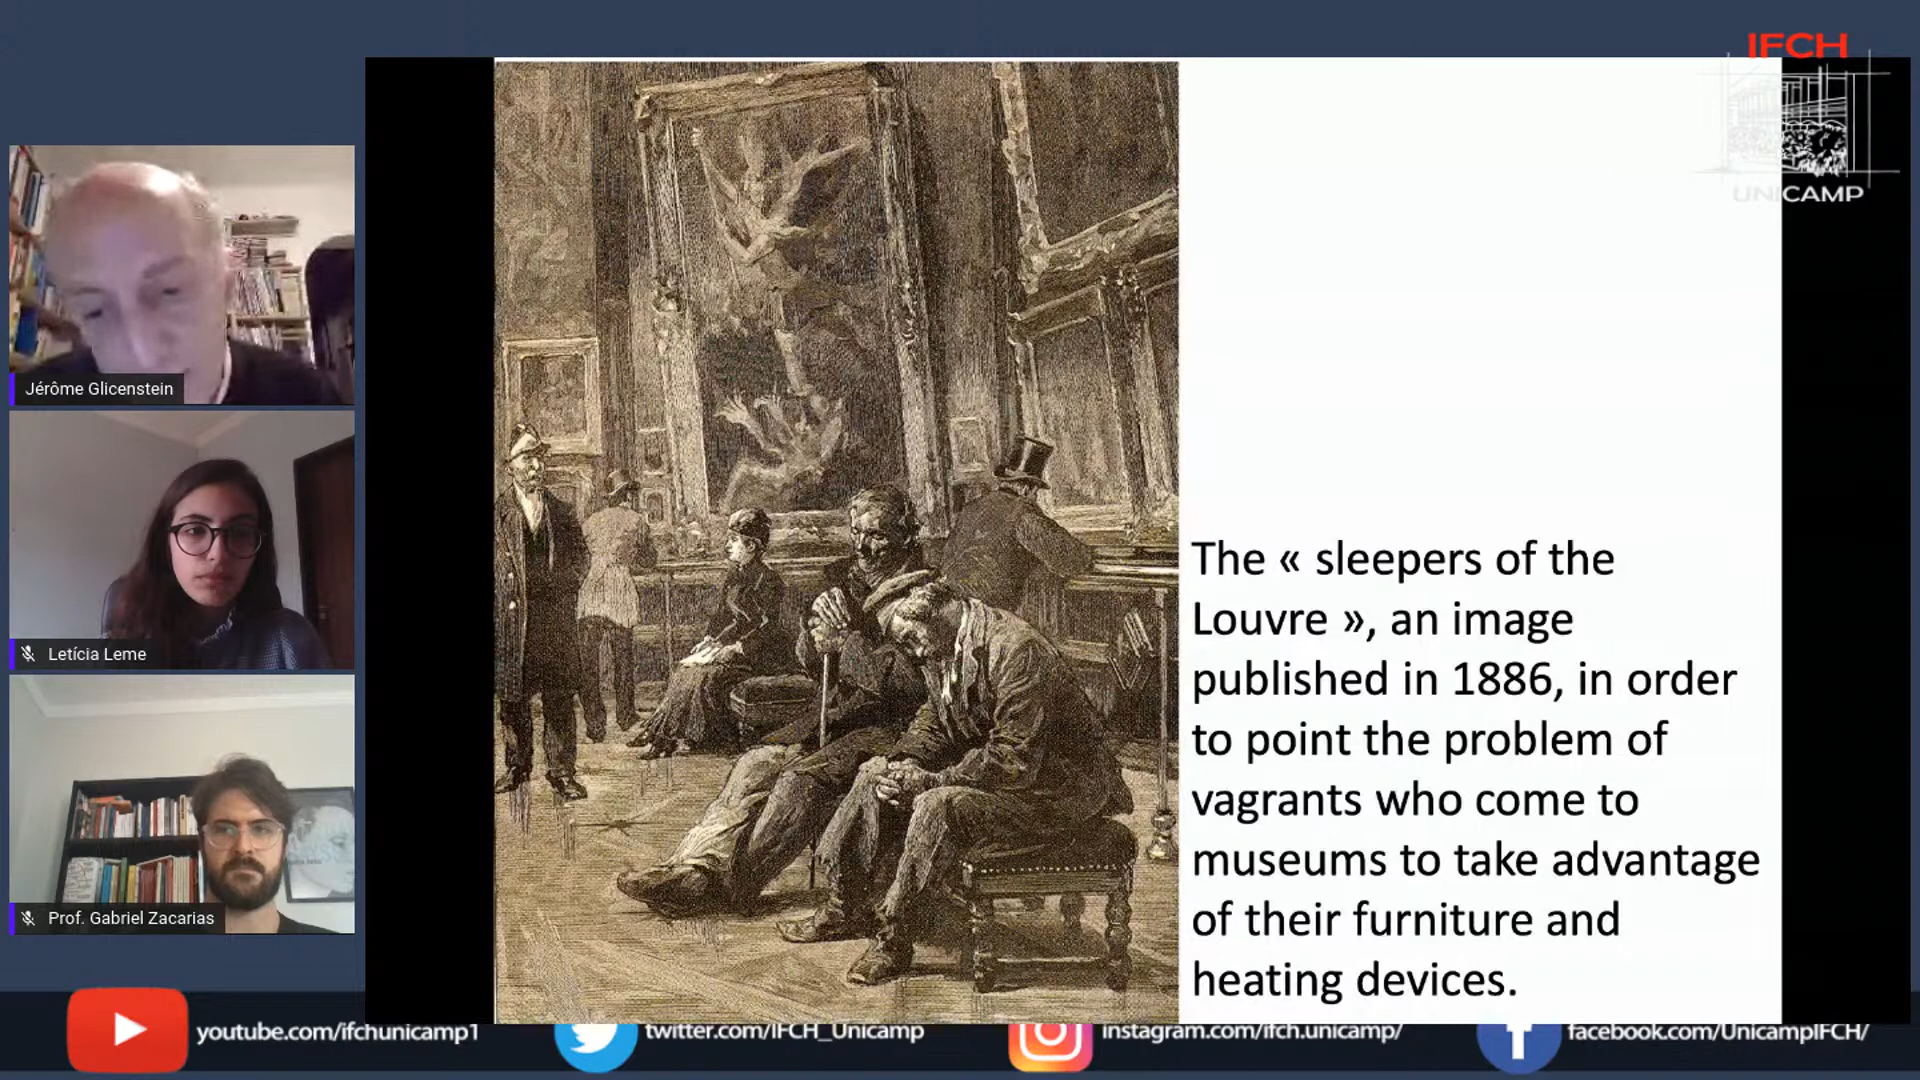 IFCH
UNICAMP
Jérôme Glicenstein
Letícia Leme
Prof. Gabriel Zacarias
The « sleepers of the
Louvre », an image
published in 1886, in order
to point the problem of
vagrants who come to
museums to take advantage
of their furniture and
heating devices.
youtube.com/ifchunicamp1
twitter.com/IFCH_Unicamp
instagram.com/ifch.unicamp/
facebook.com/UnicampIFCH/